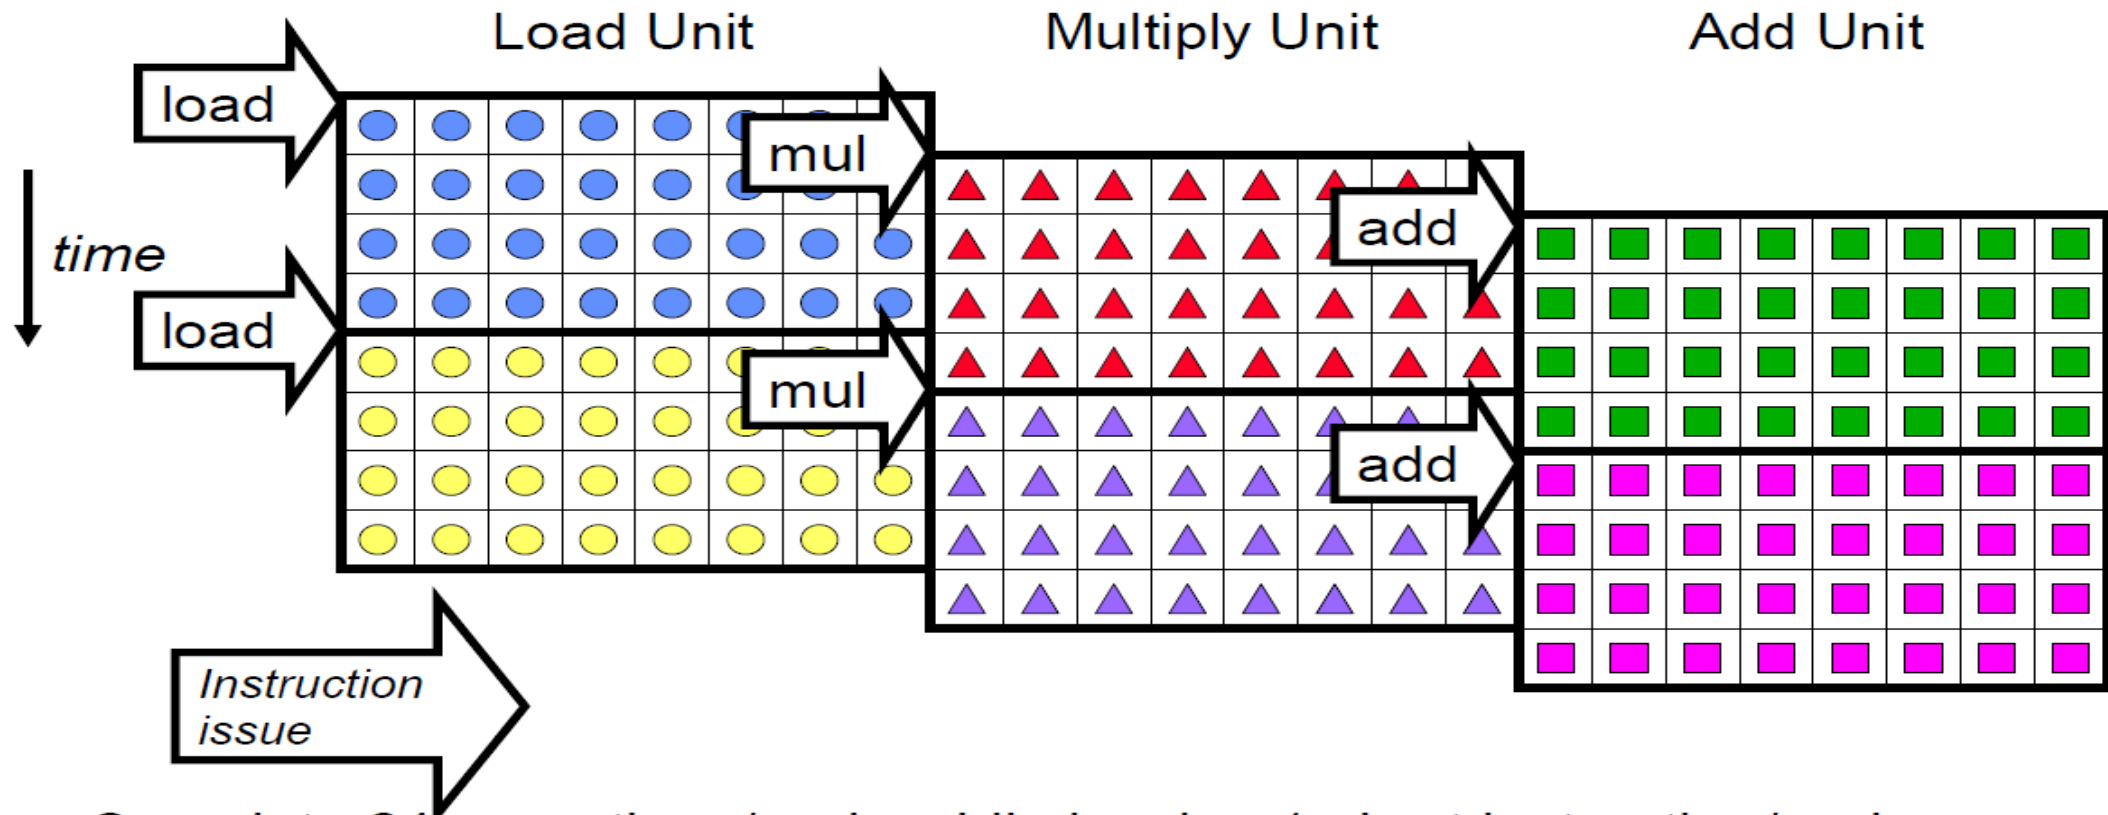 Load Unit
Multiply Unit
Add Unit
load
mul
add
time
load
mul
add
Instruction
issue